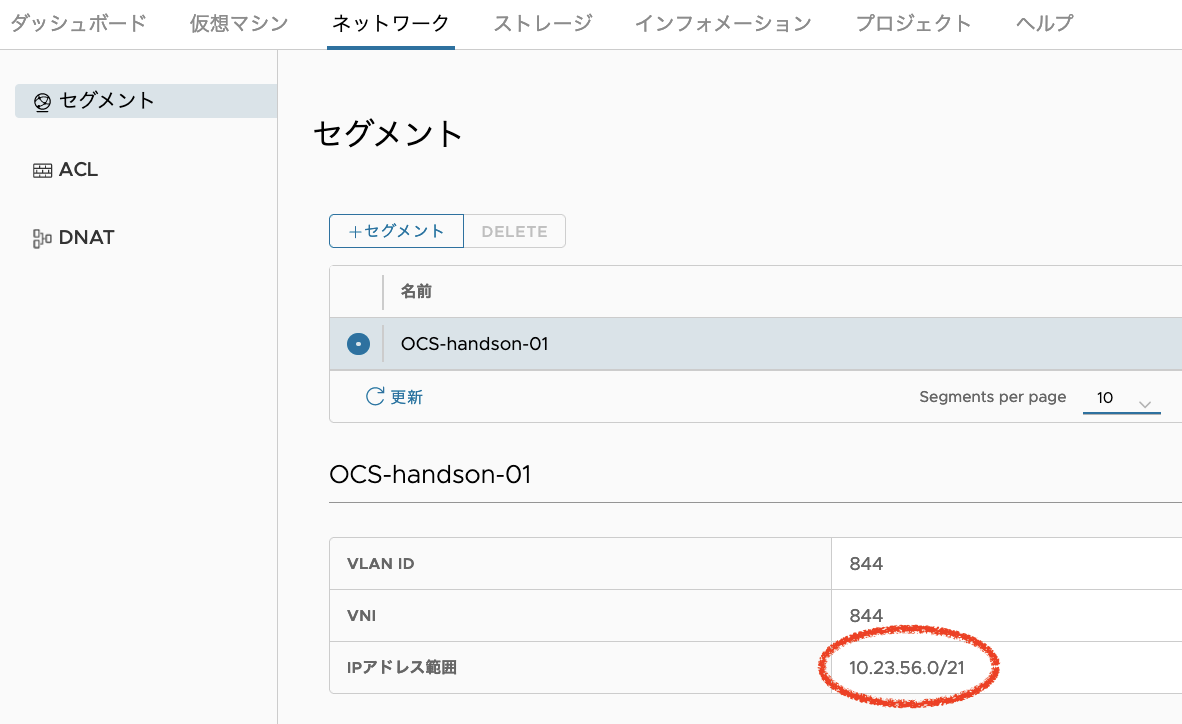 ダッシュボード 仮想マシン ネットワーク ストレージ インフォメーション プロジェクト ヘルプ
セグメント
ACL
DNAT
セグメント
＋セグメント DELETE
名前
OCS-handson-01
更新 Segments per page 10
OCS-handson-01
VLAN ID 844
VNI 844
IPアドレス範囲 10.23.56.0/21